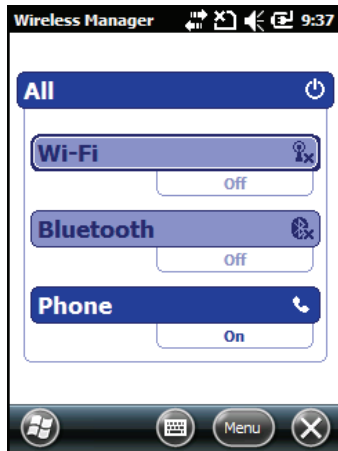 Wireless Manager 9:37
All
Wi-Fi
Off
Bluetooth
Off
Phone
On
Menu